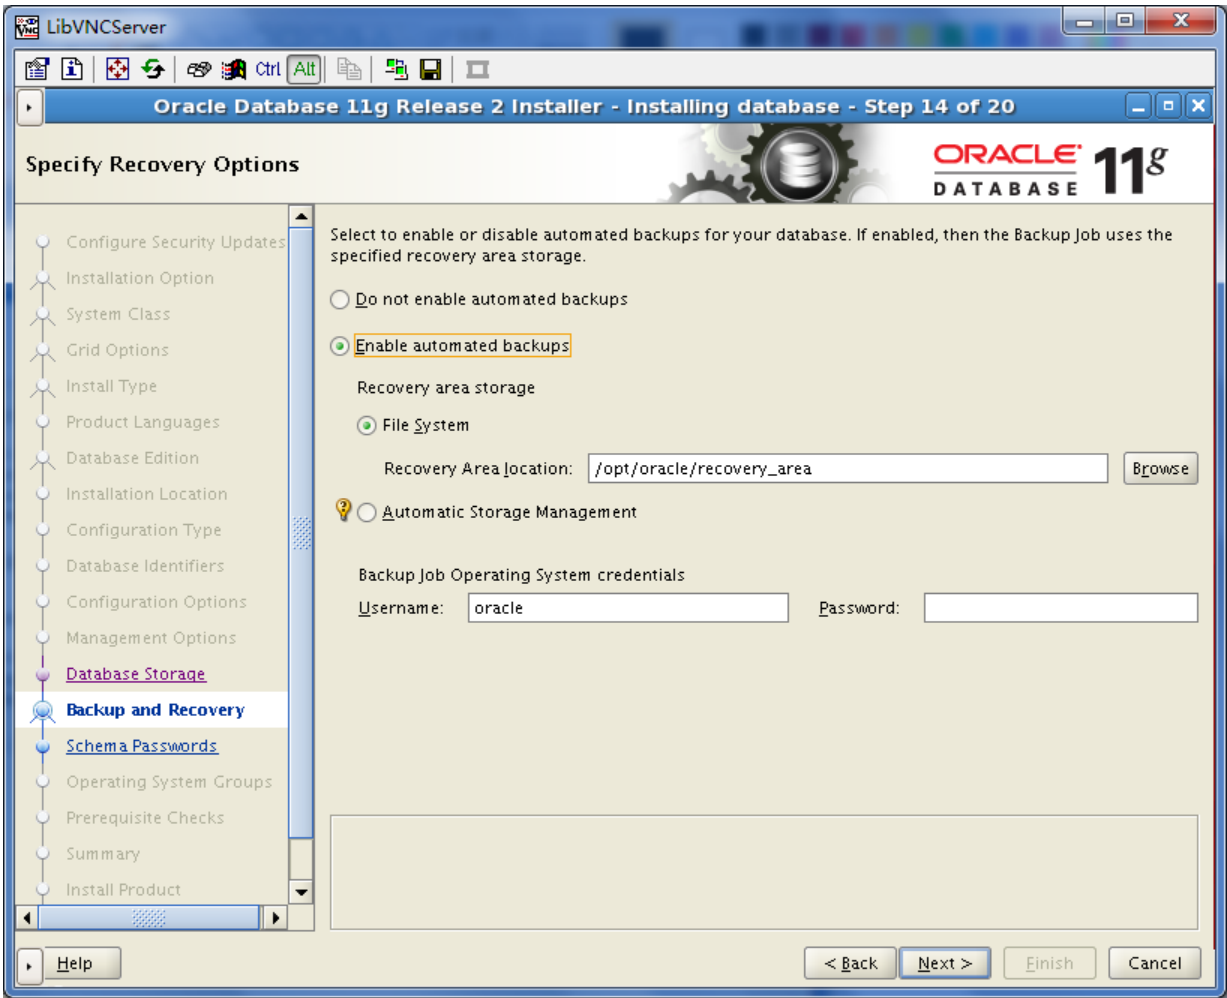 LibVNCServer
Ctrl Alt
Oracle Database 11g Release 2 Installer - Installing database - Step 14 of 20
Specify Recovery Options
ORACLE
DATABASE
11g
Configure Security Updates
Installation Option
System Class
Grid Options
Install Type
Product Languages
Database Edition
Installation Location
Configuration Type
Database Identifiers
Configuration Options
Management Options
Database Storage
Backup and Recovery
Schema Passwords
Operating System Groups
Prerequisite Checks
Summary
Install Product
Select to enable or disable automated backups for your database. If enabled, then the Backup Job uses the
specified recovery area storage.
Do not enable automated backups
Enable automated backups
Recovery area storage
File System
Recovery Area location: /opt/oracle/recovery_area Browse
Automatic Storage Management
Backup Job Operating System credentials
Username: oracle Password:
Help < Back Next > Finish Cancel